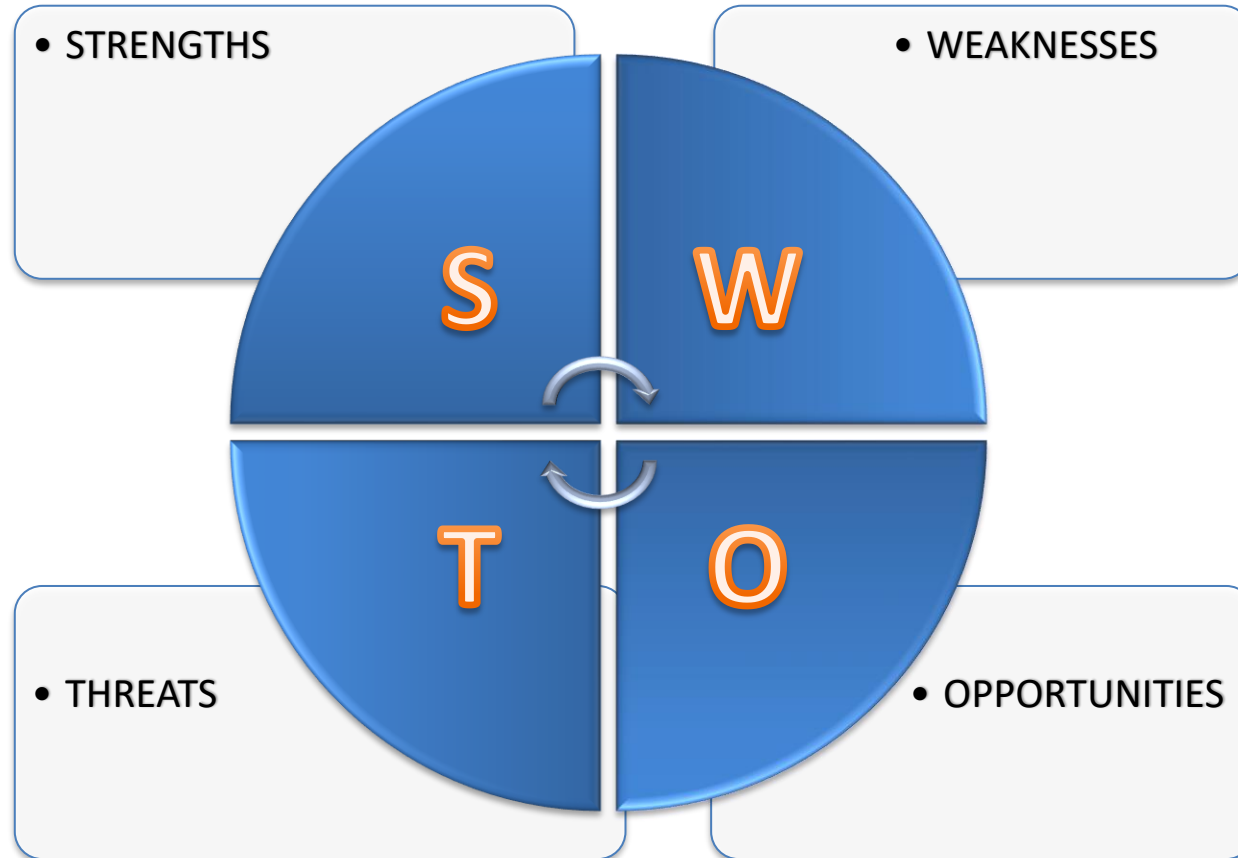 • STRENGTHS
• WEAKNESSES
S
W
T
O
• THREATS
• OPPORTUNITIES